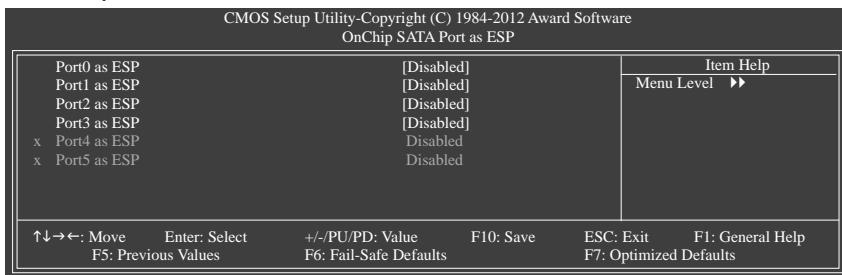 CMOS Setup Utility-Copyright (C) 1984-2012 Award Software
OnChip SATA Port as ESP
Port0 as ESP [Disabled]
Port1 as ESP [Disabled]
Port2 as ESP [Disabled]
Port3 as ESP [Disabled]
x Port4 as ESP Disabled
x Port5 as ESP Disabled
Item Help
Menu Level ▶▶
↑↓→←: Move Enter: Select +/-/PU/PD: Value F10: Save ESC: Exit F1: General Help
F5: Previous Values F6: Fail-Safe Defaults F7: Optimized Defaults